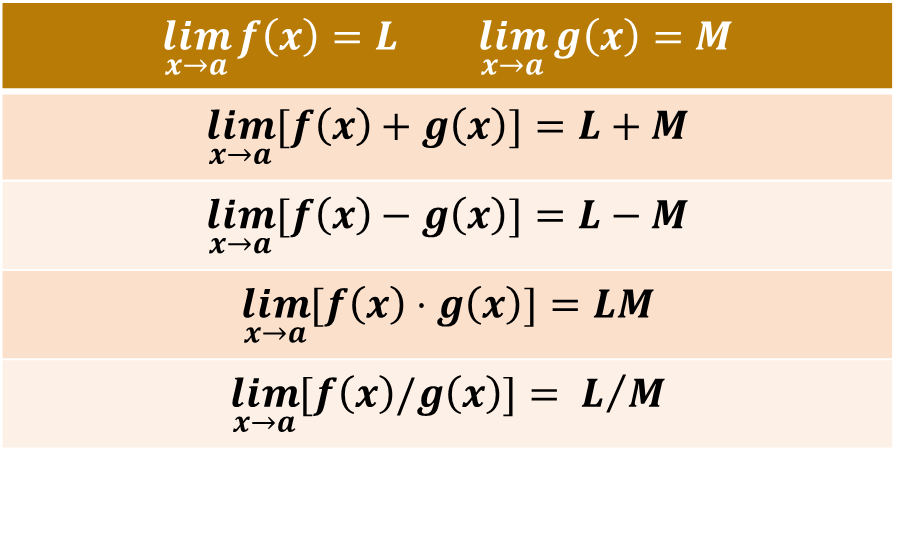 lim x→a f(x) = L    lim x→a g(x) = M
lim x→a [f(x) + g(x)] = L + M
lim x→a [f(x) − g(x)] = L − M
lim x→a [f(x) · g(x)] = LM
lim x→a [f(x)/g(x)] = L/M